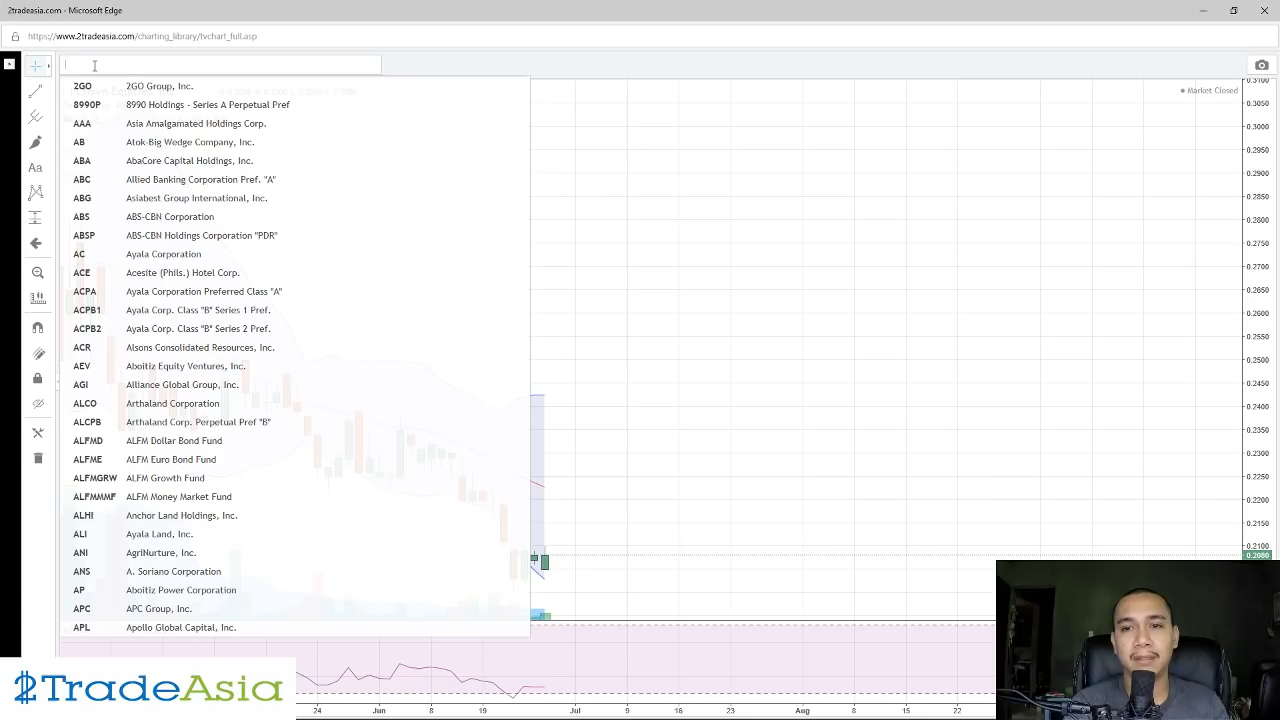 2tradeasia.com - Microsoft Edge
https://www.2tradeasia.com/charting_library/tvchart_full.asp
2GO 2GO Group, Inc.
8990P 8990 Holdings - Series A Perpetual Pref
AAA Asia Amalgamated Holdings Corp.
AB Atok-Big Wedge Company, Inc.
ABA AbaCore Capital Holdings, Inc.
ABC Allied Banking Corporation Pref. "A"
ABG Asiabest Group International, Inc.
ABS ABS-CBN Corporation
ABSP ABS-CBN Holdings Corporation "PDR"
AC Ayala Corporation
ACE Acesite (Phils.) Hotel Corp.
ACPA Ayala Corporation Preferred Class "A"
ACPB1 Ayala Corp. Class "B" Series 1 Pref.
ACPB2 Ayala Corp. Class "B" Series 2 Pref.
ACR Alsons Consolidated Resources, Inc.
AEV Aboitiz Equity Ventures, Inc.
AGI Alliance Global Group, Inc.
ALCO Arthaland Corporation
ALCPB Arthaland Corp. Perpetual Pref "B"
ALFMD ALFM Dollar Bond Fund
ALFME ALFM Euro Bond Fund
ALFMGRW ALFM Growth Fund
ALFMMMF ALFM Money Market Fund
ALHI Anchor Land Holdings, Inc.
ALI Ayala Land, Inc.
ANI AgriNurture, Inc.
ANS A. Soriano Corporation
AP Aboitiz Power Corporation
APC APC Group, Inc.
APL Apollo Global Capital, Inc.
Aa
Market Closed
0.3100
0.3050
0.3000
0.2950
0.2900
0.2850
0.2800
0.2750
0.2700
0.2650
0.2600
0.2550
0.2500
0.2450
0.2400
0.2350
0.2300
0.2250
0.2200
0.2150
0.2100
0.2080
2TradeAsia
24 Jun 8 19 Jul 9 16 23 Aug 8 15 22